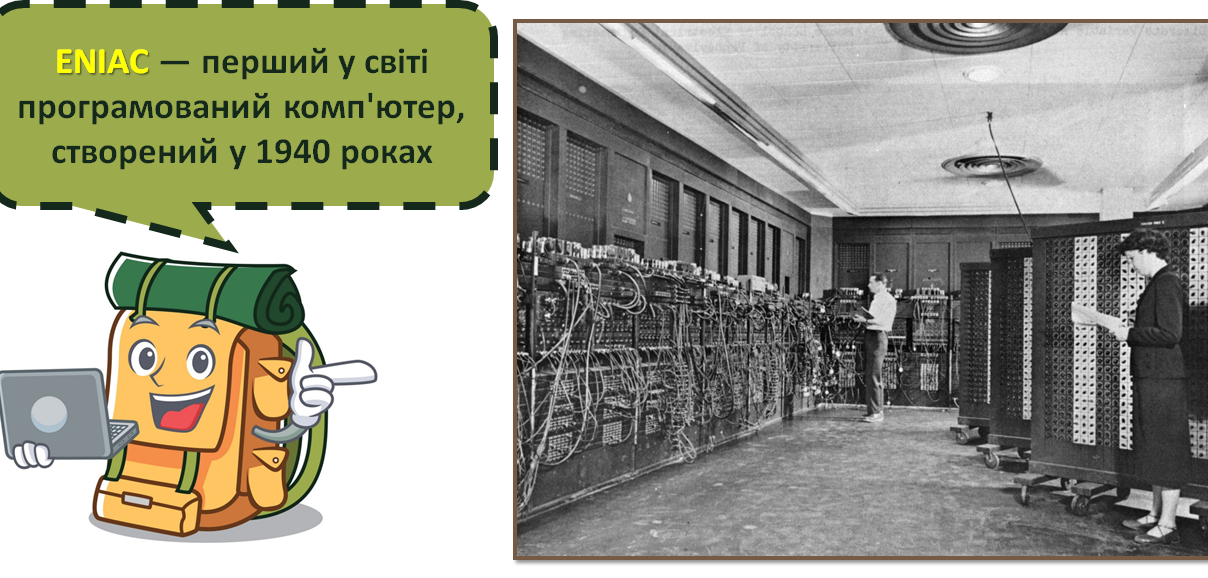 ENIAC — перший у світі
програмований комп'ютер,
створений у 1940 роках